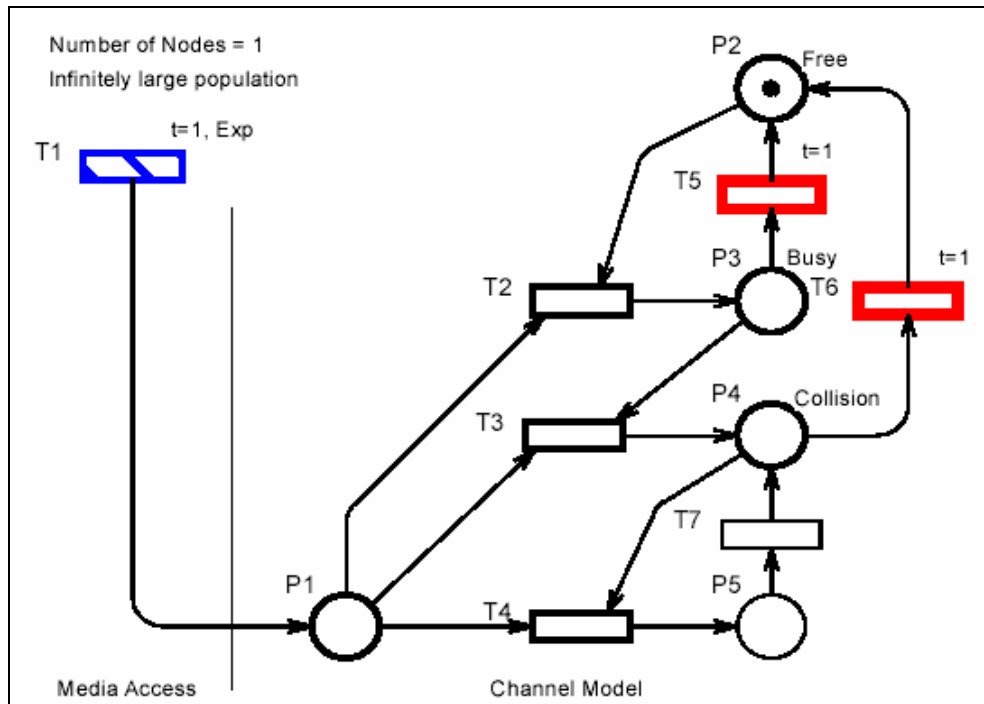 Number of Nodes = 1
Infinitely large population
t=1, Exp
T1
P2
Free
t=1
T5
P3
Busy
T6
t=1
T2
P4
Collision
T3
T7
P1
P5
T4
Media Access
Channel Model